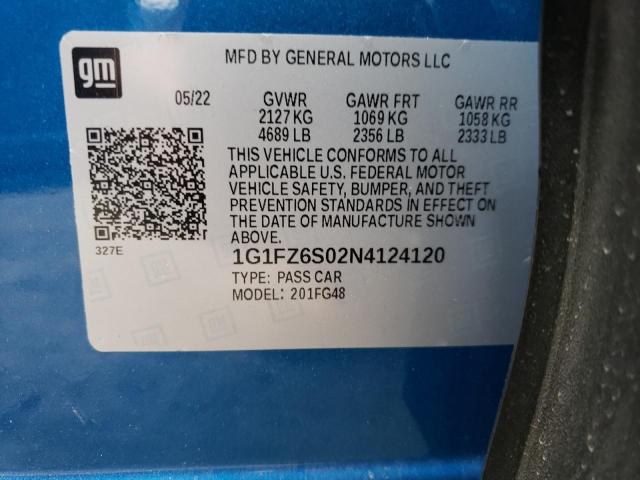 gm
MFD BY GENERAL MOTORS LLC
05/22 GVWR GAWR FRT GAWR RR
2127 KG 1069 KG 1058 KG
4689 LB 2356 LB 2333 LB
THIS VEHICLE CONFORMS TO ALL
APPLICABLE U.S. FEDERAL MOTOR
VEHICLE SAFETY, BUMPER, AND THEFT
PREVENTION STANDARDS IN EFFECT ON
THE DATE OF MANUFACTURE SHOWN
ABOVE.
327E
1G1FZ6S02N4124120
TYPE: PASS CAR
MODEL: 201FG48